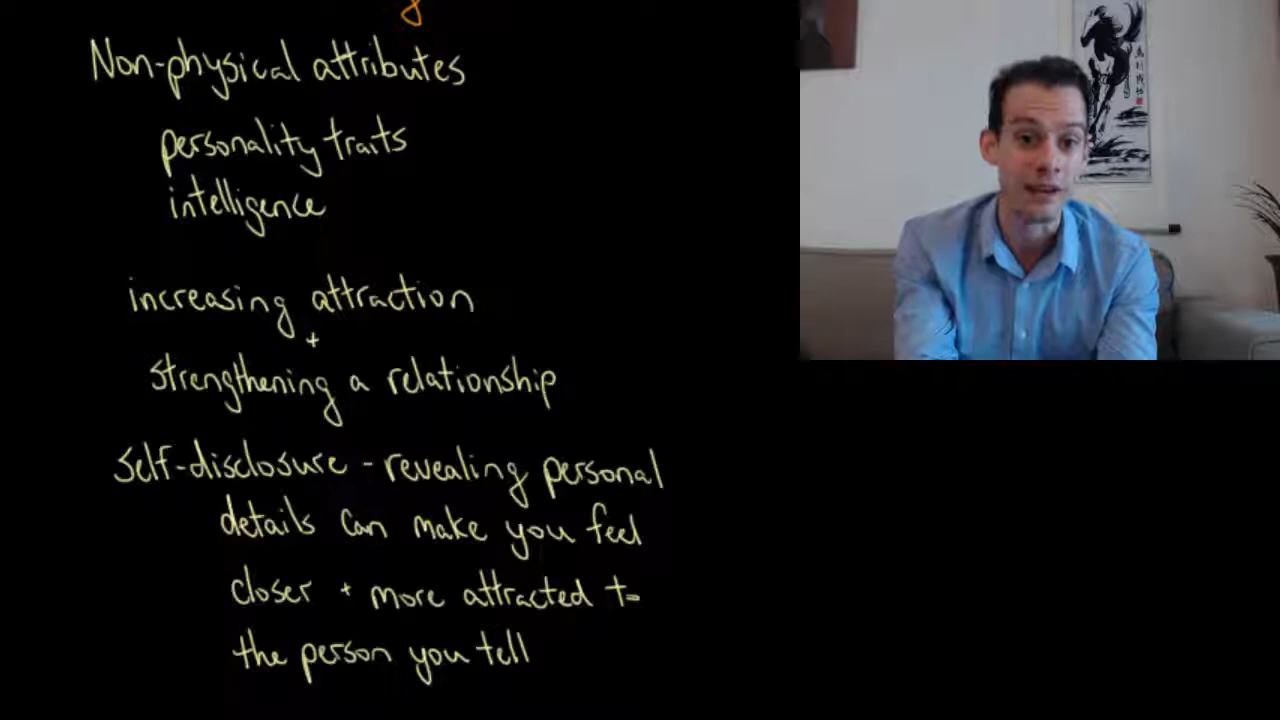 Non-physical attributes
personality traits
intelligence
increasing attraction
+
strengthening a relationship
self-disclosure - revealing personal
details can make you feel
closer + more attracted to
the person you tell